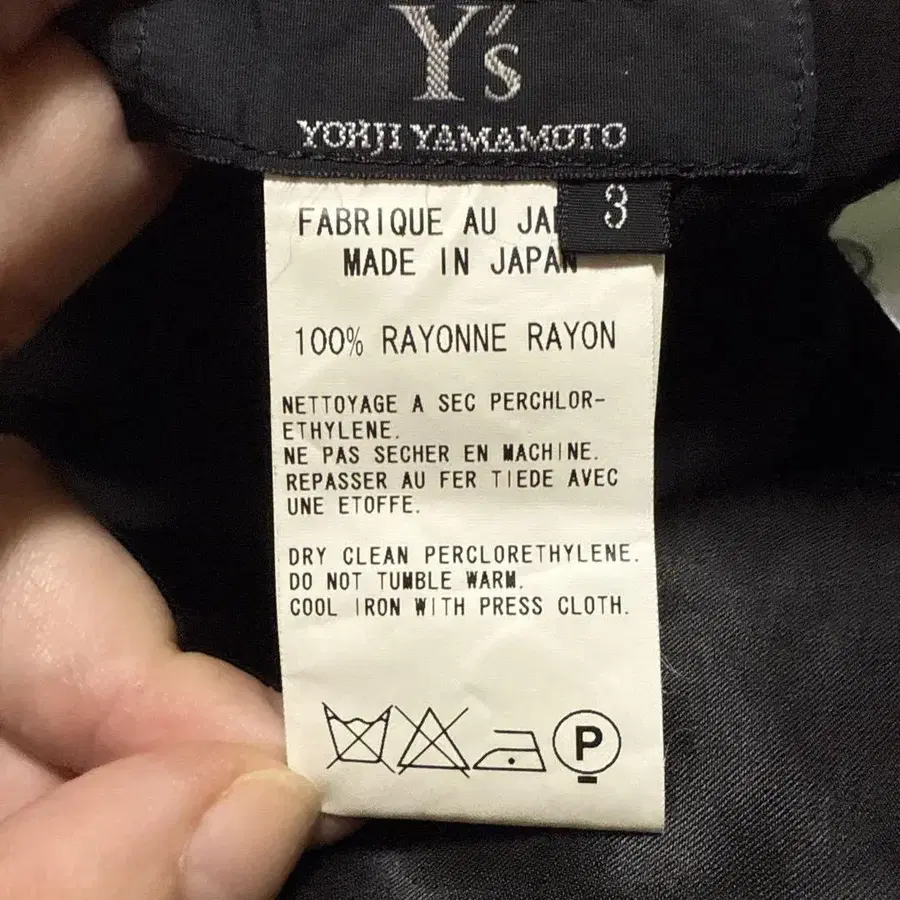 Y's
YOHJI YAMAMOTO
3
FABRIQUE AU
MADE IN JAPAN
100% RAYONNE RAYON
NETTOYAGE A SEC PERCHLOR-
ETHYLENE.
NE PAS SECHER EN MACHINE.
REPASSER AU FER TIEDE AVEC
UNE ETOFFE.
DRY CLEAN PERCLORETHYLENE.
DO NOT TUMBLE WARM.
COOL IRON WITH PRESS CLOTH.
P